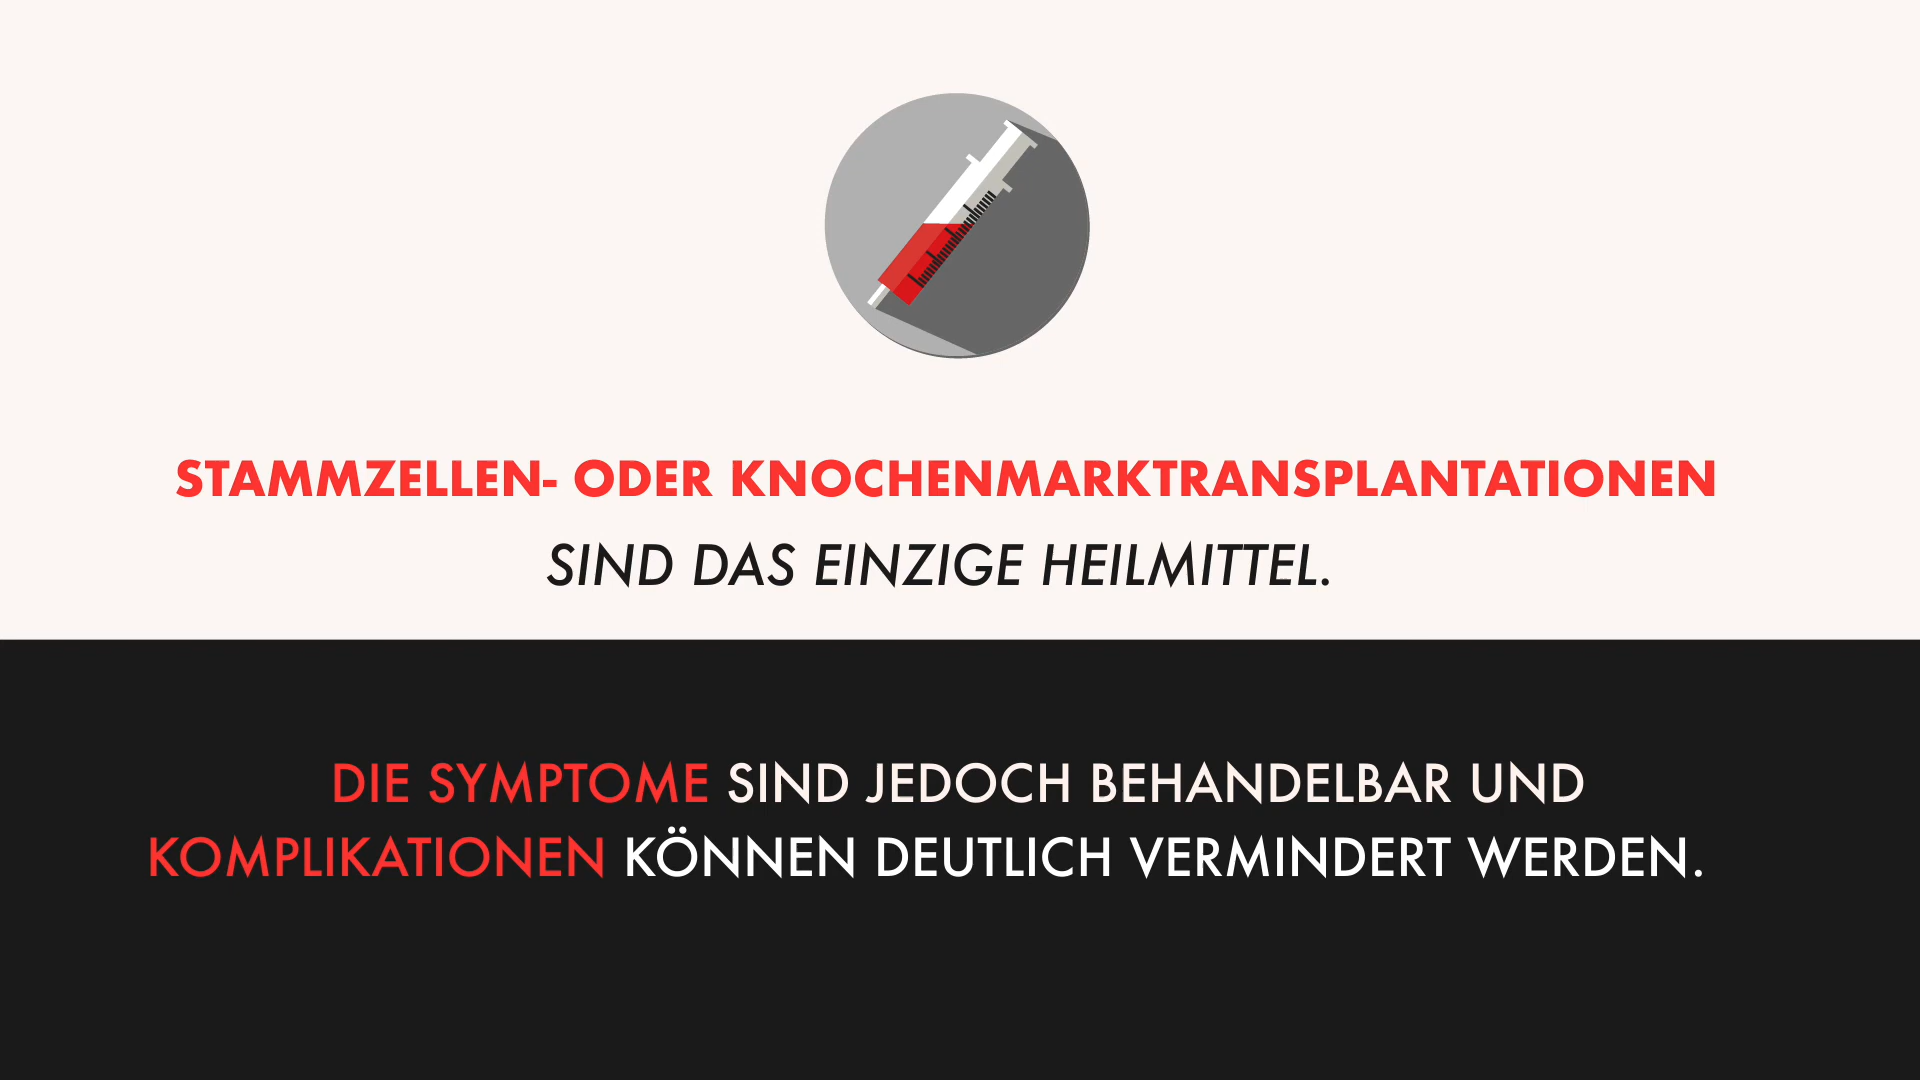 STAMMZELLEN- ODER KNOCHENMARKTRANSPLANTATIONEN
SIND DAS EINZIGE HEILMITTEL.
DIE SYMPTOME SIND JEDOCH BEHANDELBAR UND
KOMPLIKATIONEN KÖNNEN DEUTLICH VERMINDERT WERDEN.